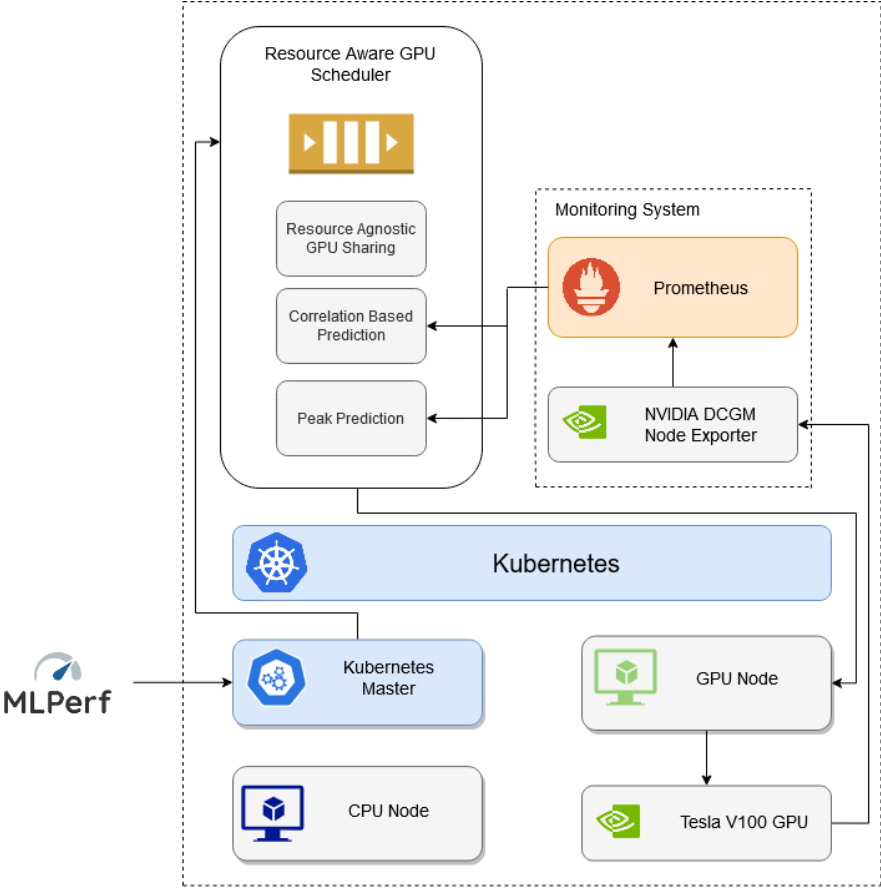 Resource Aware GPU
Scheduler
Resource Agnostic
GPU Sharing
Correlation Based
Prediction
Peak Prediction
Monitoring System
Prometheus
NVIDIA DCGM
Node Exporter
Kubernetes
MLPerf
Kubernetes
Master
GPU Node
CPU Node
Tesla V100 GPU